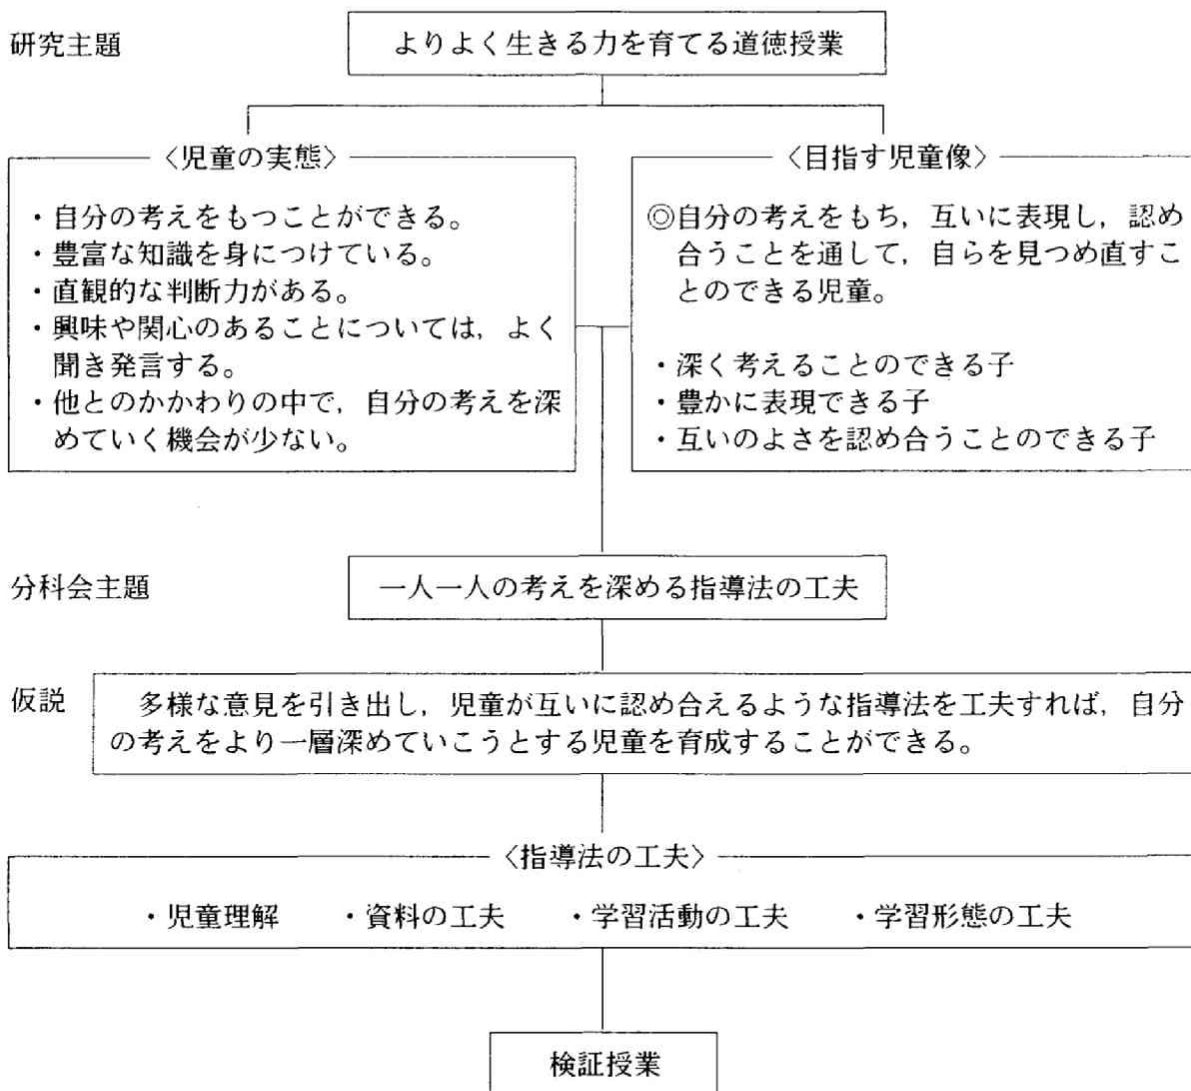 研究主題
よりよく生きる力を育てる道徳授業
〈児童の実態〉
・自分の考えをもつことができる。
・豊富な知識を身につけている。
・直観的な判断力がある。
・興味や関心のあることについては，よく
聞き発言する。
・他とのかかわりの中で，自分の考えを深
めていく機会が少ない。
〈目指す児童像〉
◎自分の考えをもち，互いに表現し，認め
合うことを通して，自らを見つめ直すこ
とのできる児童。
・深く考えることのできる子
・豊かに表現できる子
・互いのよさを認め合うことのできる子
分科会主題
一人一人の考えを深める指導法の工夫
仮説
多様な意見を引き出し，児童が互いに認め合えるような指導法を工夫すれば，自分
の考えをより一層深めていこうとする児童を育成することができる。
〈指導法の工夫〉
・児童理解 ・資料の工夫 ・学習活動の工夫 ・学習形態の工夫
検証授業